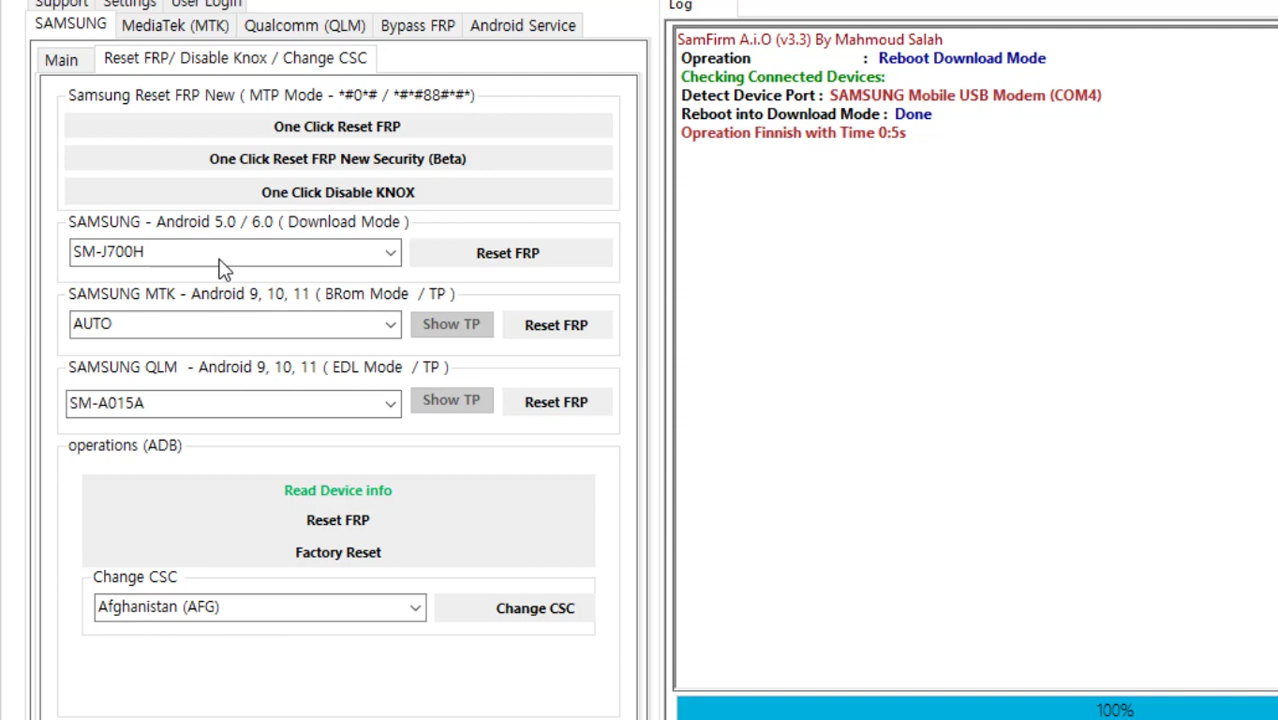 Support Settings User Login
SAMSUNG MediaTek (MTK) Qualcomm (QLM) Bypass FRP Android Service
Main Reset FRP/ Disable Knox / Change CSC
Samsung Reset FRP New ( MTP Mode - *#0*# / *#*#88#*#*)
One Click Reset FRP
One Click Reset FRP New Security (Beta)
One Click Disable KNOX
SAMSUNG - Android 5.0 / 6.0 ( Download Mode )
SM-J700H Reset FRP
SAMSUNG MTK - Android 9, 10, 11 ( BRom Mode / TP )
AUTO Show TP Reset FRP
SAMSUNG QLM - Android 9, 10, 11 ( EDL Mode / TP )
SM-A015A Show TP Reset FRP
operations (ADB)
Read Device info
Reset FRP
Factory Reset
Change CSC
Afghanistan (AFG) Change CSC
Log
SamFirm A.i.O (v3.3) By Mahmoud Salah
Opreation : Reboot Download Mode
Checking Connected Devices:
Detect Device Port : SAMSUNG Mobile USB Modem (COM4)
Reboot into Download Mode : Done
Opreation Finnish with Time 0:5s
100%